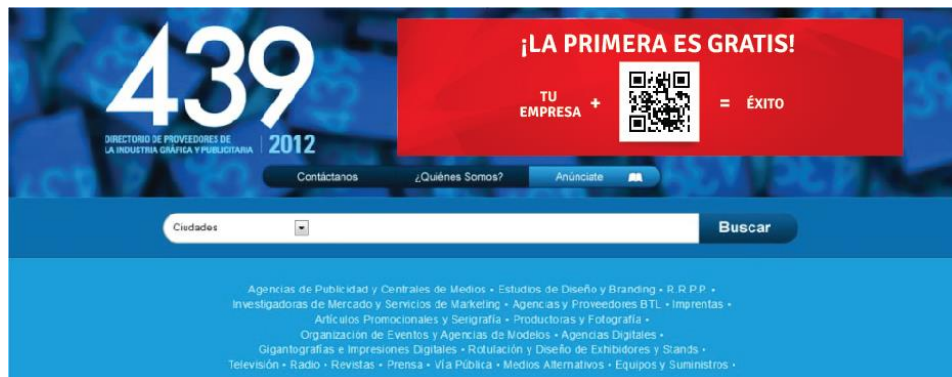 439
DIRECTORIO DE PROVEEDORES DE
LA INDUSTRIA GRÁFICA Y PUBLICITARIA
2012
¡LA PRIMERA ES GRATIS!
TU
EMPRESA + = ÉXITO
Contáctanos ¿Quiénes Somos? Anúnciate
Ciudades Buscar
Agencias de Publicidad y Centrales de Medios • Estudios de Diseño y Branding • R.R.P.P. •
Investigadoras de Mercado y Servicios de Marketing • Agencias y Proveedores BTL • Imprentas •
Artículos Promocionales y Serigrafía • Productoras y Fotografía •
Organización de Eventos y Agencias de Modelos • Agencias Digitales •
Gigantografías e Impresiones Digitales • Rotulación y Diseño de Exhibidores y Stands •
Televisión • Radio • Revistas • Prensa • Vía Pública • Medios Alternativos • Equipos y Suministros •